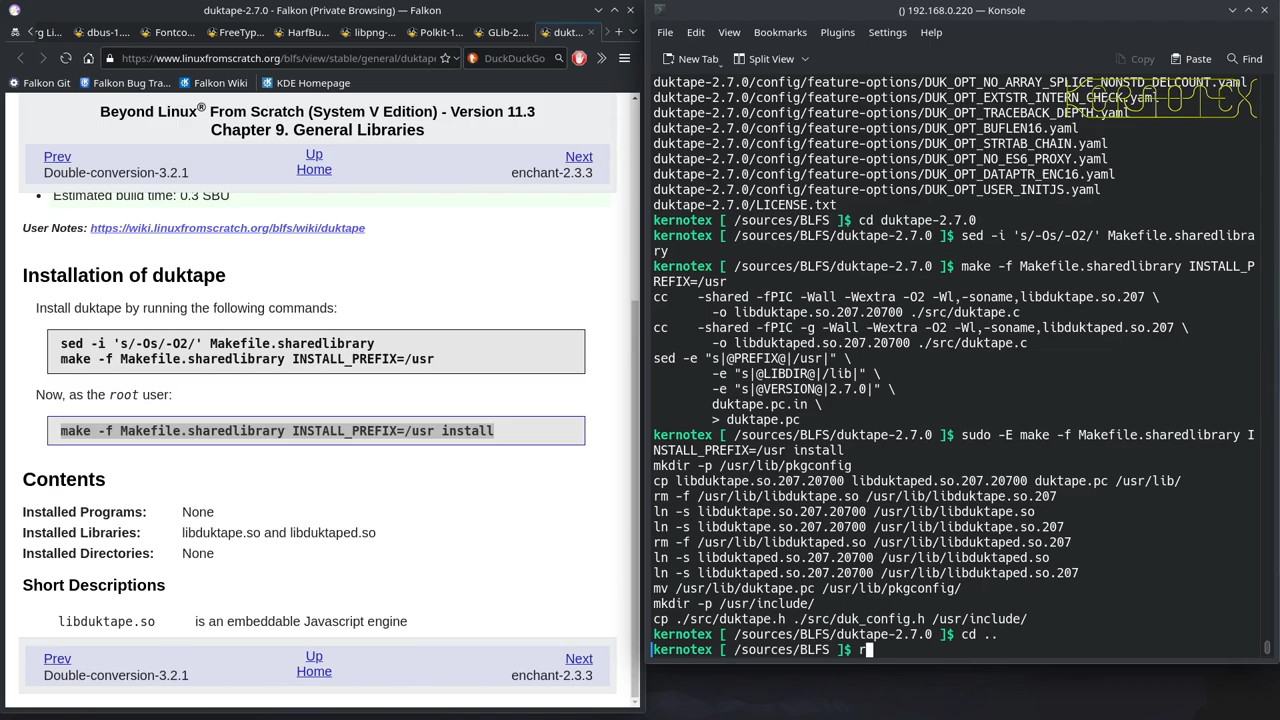 duktape-2.7.0 - Falkon (Private Browsing) — Falkon
rg Li...
dbus-1...
Fontco...
FreeTyp...
HarfBu...
libpng-...
Polkit-1...
GLib-2....
dukt...
https://www.linuxfromscratch.org/blfs/view/stable/general/duktape
DuckDuckGo
Falkon Git
Falkon Bug Tra...
Falkon Wiki
KDE Homepage
Beyond Linux® From Scratch (System V Edition) - Version 11.3
Chapter 9. General Libraries
Prev
Up
Next
Double-conversion-3.2.1
Home
enchant-2.3.3
• Estimated build time: 0.3 SBU
User Notes: https://wiki.linuxfromscratch.org/blfs/wiki/duktape
Installation of duktape
Install duktape by running the following commands:
sed -i 's/-Os/-O2/' Makefile.sharedlibrary
make -f Makefile.sharedlibrary INSTALL_PREFIX=/usr
Now, as the root user:
make -f Makefile.sharedlibrary INSTALL_PREFIX=/usr install
Contents
Installed Programs: None
Installed Libraries: libduktape.so and libduktaped.so
Installed Directories: None
Short Descriptions
libduktape.so is an embeddable Javascript engine
Prev
Up
Next
Double-conversion-3.2.1
Home
enchant-2.3.3
() 192.168.0.220 — Konsole
File Edit View Bookmarks Plugins Settings Help
New Tab Split View Copy Paste Find
duktape-2.7.0/config/feature-options/DUK_OPT_NO_ARRAY_SPLICE_NONSTD_DELCOUNT.yaml
duktape-2.7.0/config/feature-options/DUK_OPT_EXTSTR_INTERN_CHECK.yaml
duktape-2.7.0/config/feature-options/DUK_OPT_TRACEBACK_DEPTH.yaml
duktape-2.7.0/config/feature-options/DUK_OPT_BUFLEN16.yaml
duktape-2.7.0/config/feature-options/DUK_OPT_STRTAB_CHAIN.yaml
duktape-2.7.0/config/feature-options/DUK_OPT_NO_ES6_PROXY.yaml
duktape-2.7.0/config/feature-options/DUK_OPT_DATAPTR_ENC16.yaml
duktape-2.7.0/config/feature-options/DUK_OPT_USER_INITJS.yaml
duktape-2.7.0/LICENSE.txt
kernotex [ /sources/BLFS ]$ cd duktape-2.7.0
kernotex [ /sources/BLFS/duktape-2.7.0 ]$ sed -i 's/-Os/-O2/' Makefile.sharedlibra
ry
kernotex [ /sources/BLFS/duktape-2.7.0 ]$ make -f Makefile.sharedlibrary INSTALL_P
REFIX=/usr
cc -shared -fPIC -Wall -Wextra -O2 -Wl,-soname,libduktape.so.207 \
-o libduktape.so.207.20700 ./src/duktape.c
cc -shared -fPIC -g -Wall -Wextra -O2 -Wl,-soname,libduktaped.so.207 \
-o libduktaped.so.207.20700 ./src/duktape.c
sed -e "s|@PREFIX@|/usr|" \
-e "s|@LIBDIR@|/lib|" \
-e "s|@VERSION@|2.7.0|" \
duktape.pc.in \
> duktape.pc
kernotex [ /sources/BLFS/duktape-2.7.0 ]$ sudo -E make -f Makefile.sharedlibrary I
NSTALL_PREFIX=/usr install
mkdir -p /usr/lib/pkgconfig
cp libduktape.so.207.20700 libduktaped.so.207.20700 duktape.pc /usr/lib/
rm -f /usr/lib/libduktape.so /usr/lib/libduktape.so.207
ln -s libduktape.so.207.20700 /usr/lib/libduktape.so
ln -s libduktape.so.207.20700 /usr/lib/libduktape.so.207
rm -f /usr/lib/libduktaped.so /usr/lib/libduktaped.so.207
ln -s libduktaped.so.207.20700 /usr/lib/libduktaped.so
ln -s libduktaped.so.207.20700 /usr/lib/libduktaped.so.207
mv /usr/lib/duktape.pc /usr/lib/pkgconfig/
mkdir -p /usr/include/
cp ./src/duktape.h ./src/duk_config.h /usr/include/
kernotex [ /sources/BLFS/duktape-2.7.0 ]$ cd ..
kernotex [ /sources/BLFS ]$ r
KERNOTEX